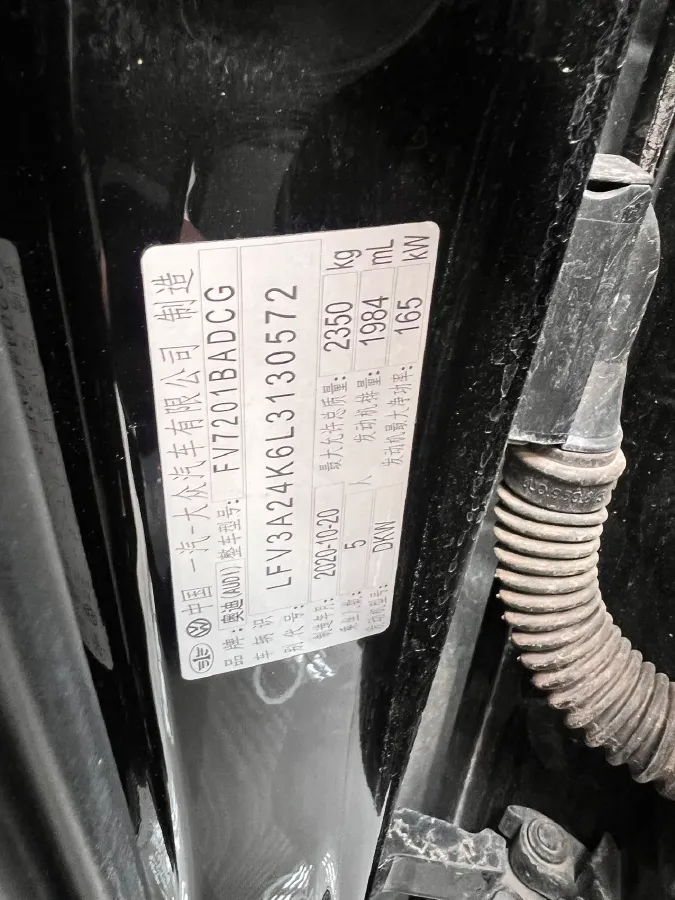 中国 一汽-大众汽车有限公司 制造
品牌: 奥迪(AUDI) 整车型号: FV7201BADCG
车辆识别代号: LFV3A24K6L3130572
制造年月: 2020-10-20 最大允许总质量: 2350 kg
乘坐人数: 5 人 发动机排量: 1984 mL
发动机型号: DKW 发动机最大净功率: 165 kW